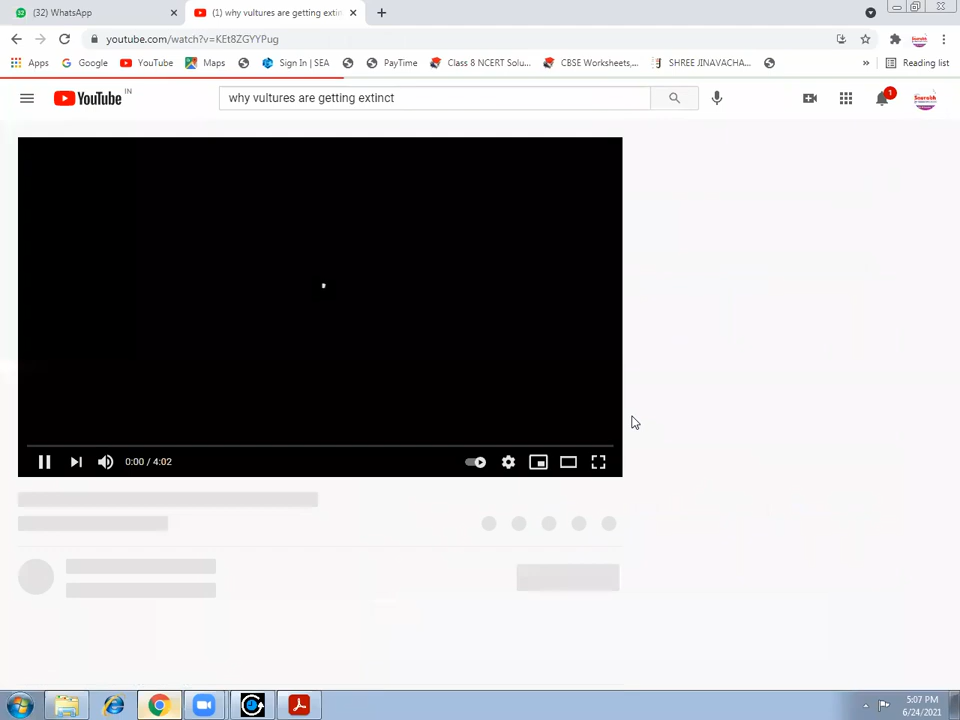 32
(32) WhatsApp
(1) why vultures are getting extin
youtube.com/watch?v=KEt8ZGYYPug
Apps
Google
YouTube
Maps
Sign In | SEA
PayTime
Class 8 NCERT Solu...
CBSE Worksheets,...
SHREE JINAVACHA...
»
Reading list
YouTube IN
why vultures are getting extinct
1
0:00 / 4:02
5:07 PM
6/24/2021